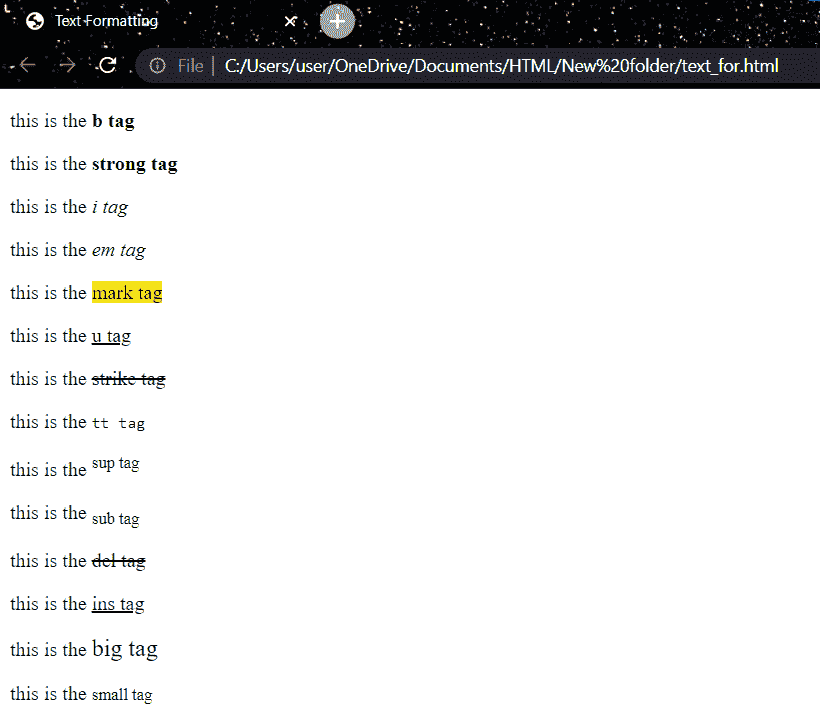 Text Formatting
File | C:/Users/user/OneDrive/Documents/HTML/New%20folder/text_for.html
this is the b tag
this is the strong tag
this is the i tag
this is the em tag
this is the mark tag
this is the u tag
this is the strike tag
this is the tt tag
this is the sup tag
this is the sub tag
this is the del tag
this is the ins tag
this is the big tag
this is the small tag